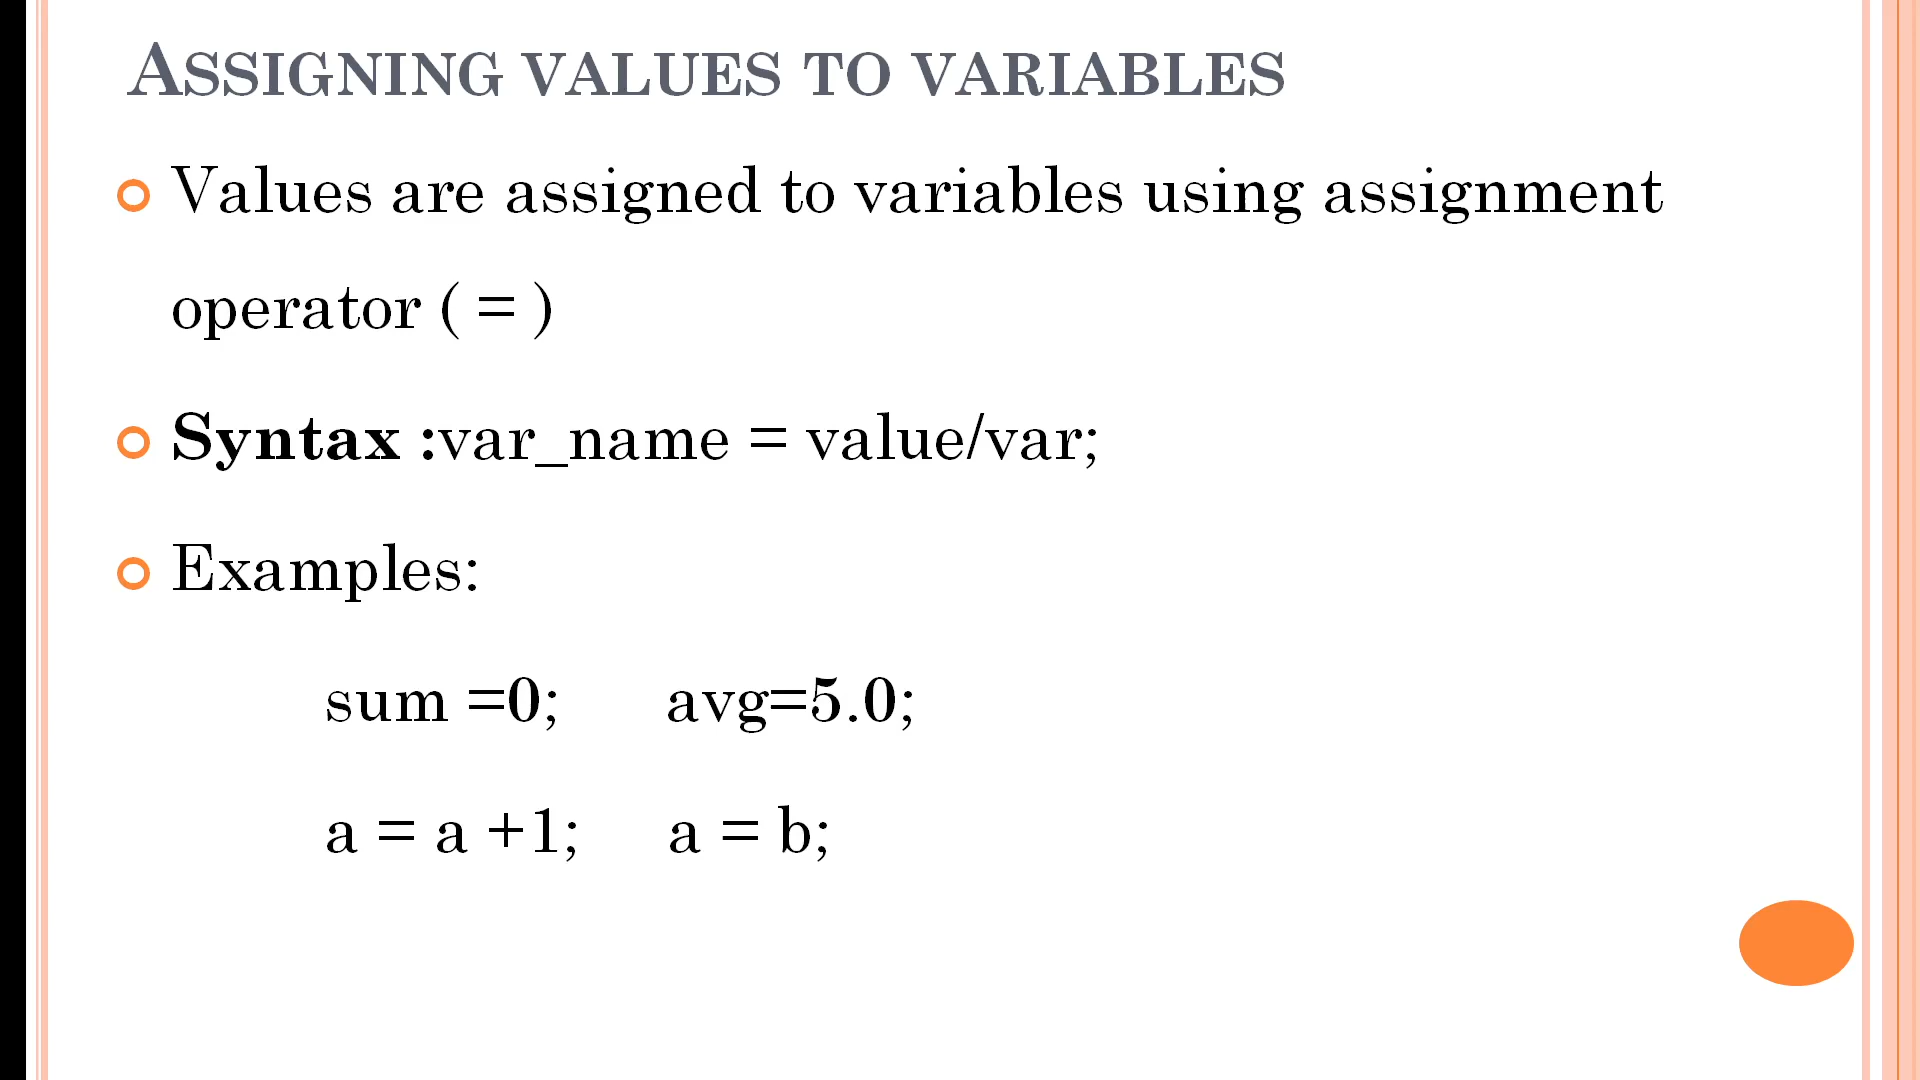 ASSIGNING VALUES TO VARIABLES
Values are assigned to variables using assignment
operator ( = )
Syntax :var_name = value/var;
Examples:
sum =0; avg=5.0;
a = a +1; a = b;